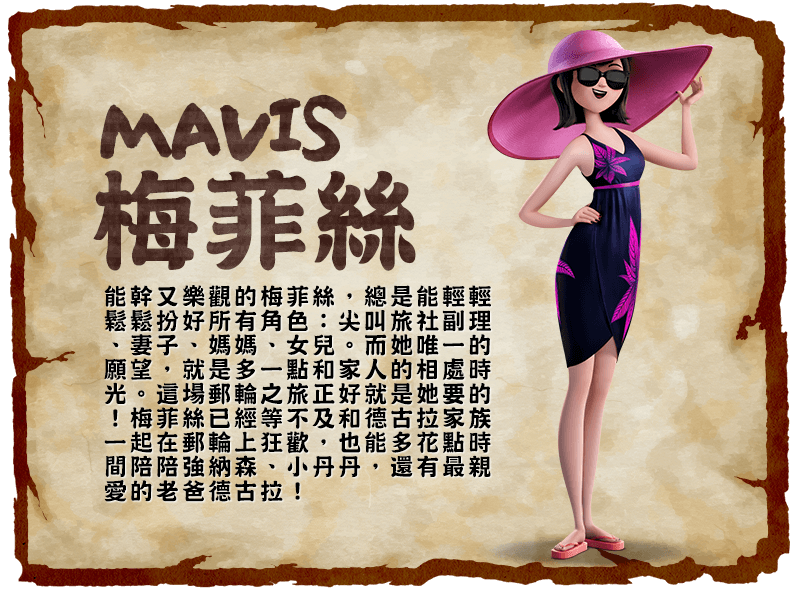 MAVIS
梅菲絲
能幹又樂觀的梅菲絲，總是能輕輕
鬆鬆扮好所有角色：尖叫旅社副理
、妻子、媽媽、女兒。而她唯一的
願望，就是多一點和家人的相處時
光。這場郵輪之旅正好就是她要的
！梅菲絲已經等不及和德古拉家族
一起在郵輪上狂歡，也能多花點時
間陪陪強納森、小丹丹，還有最親
愛的老爸德古拉！